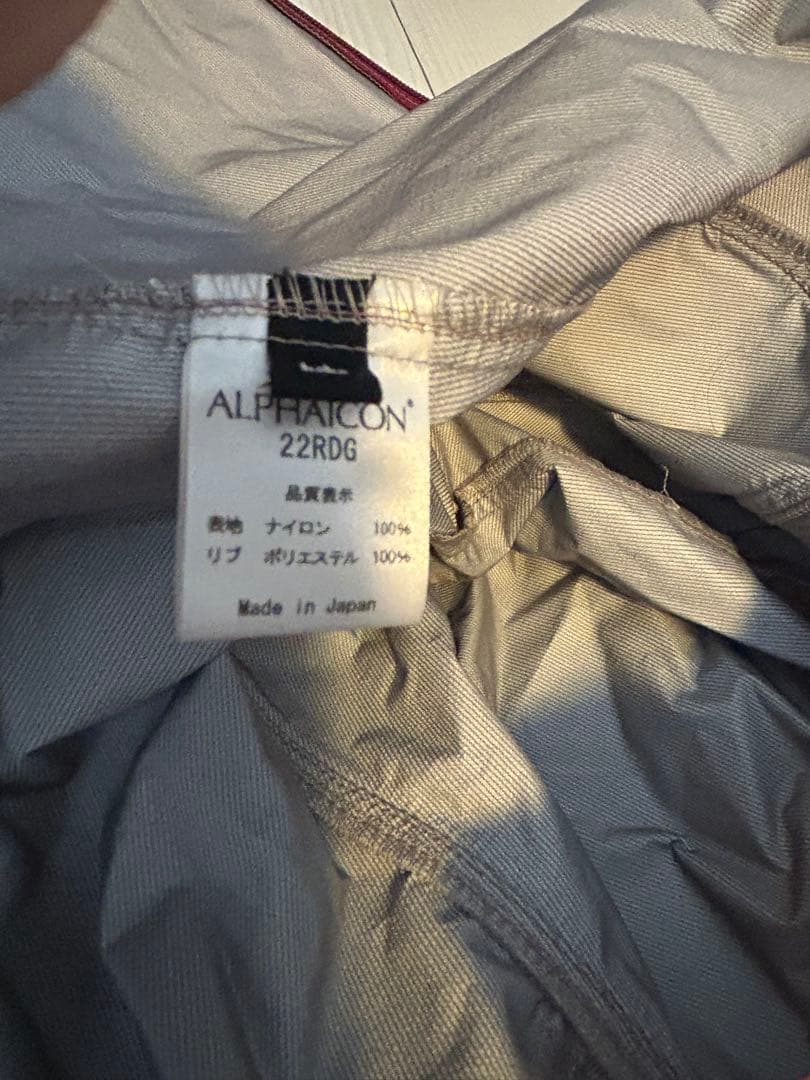 ALPHAICON®
22RDG
品質表示
表地 ナイロン 100%
リブ ポリエステル 100%
Made in Japan